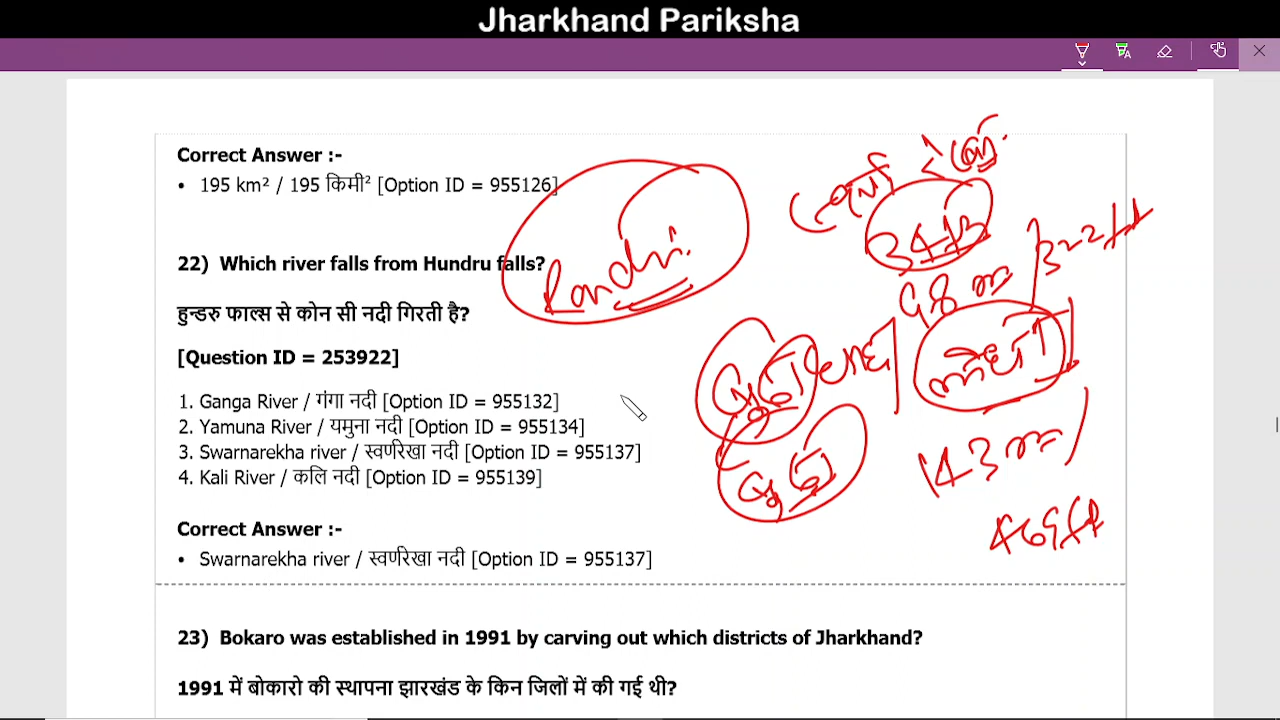 Jharkhand Pariksha
Correct Answer :-
• 195 km² / 195 किमी² [Option ID = 955126]
22) Which river falls from Hundru falls?
हुन्डरु फाल्स से कोन सी नदी गिरती है?
[Question ID = 253922]
1. Ganga River / गंगा नदी [Option ID = 955132]
2. Yamuna River / यमुना नदी [Option ID = 955134]
3. Swarnarekha river / स्वर्णरेखा नदी [Option ID = 955137]
4. Kali River / कलि नदी [Option ID = 955139]
Correct Answer :-
• Swarnarekha river / स्वर्णरेखा नदी [Option ID = 955137]
23) Bokaro was established in 1991 by carving out which districts of Jharkhand?
1991 में बोकारो की स्थापना झारखंड के किन जिलों में की गई थी?
322 ft
143